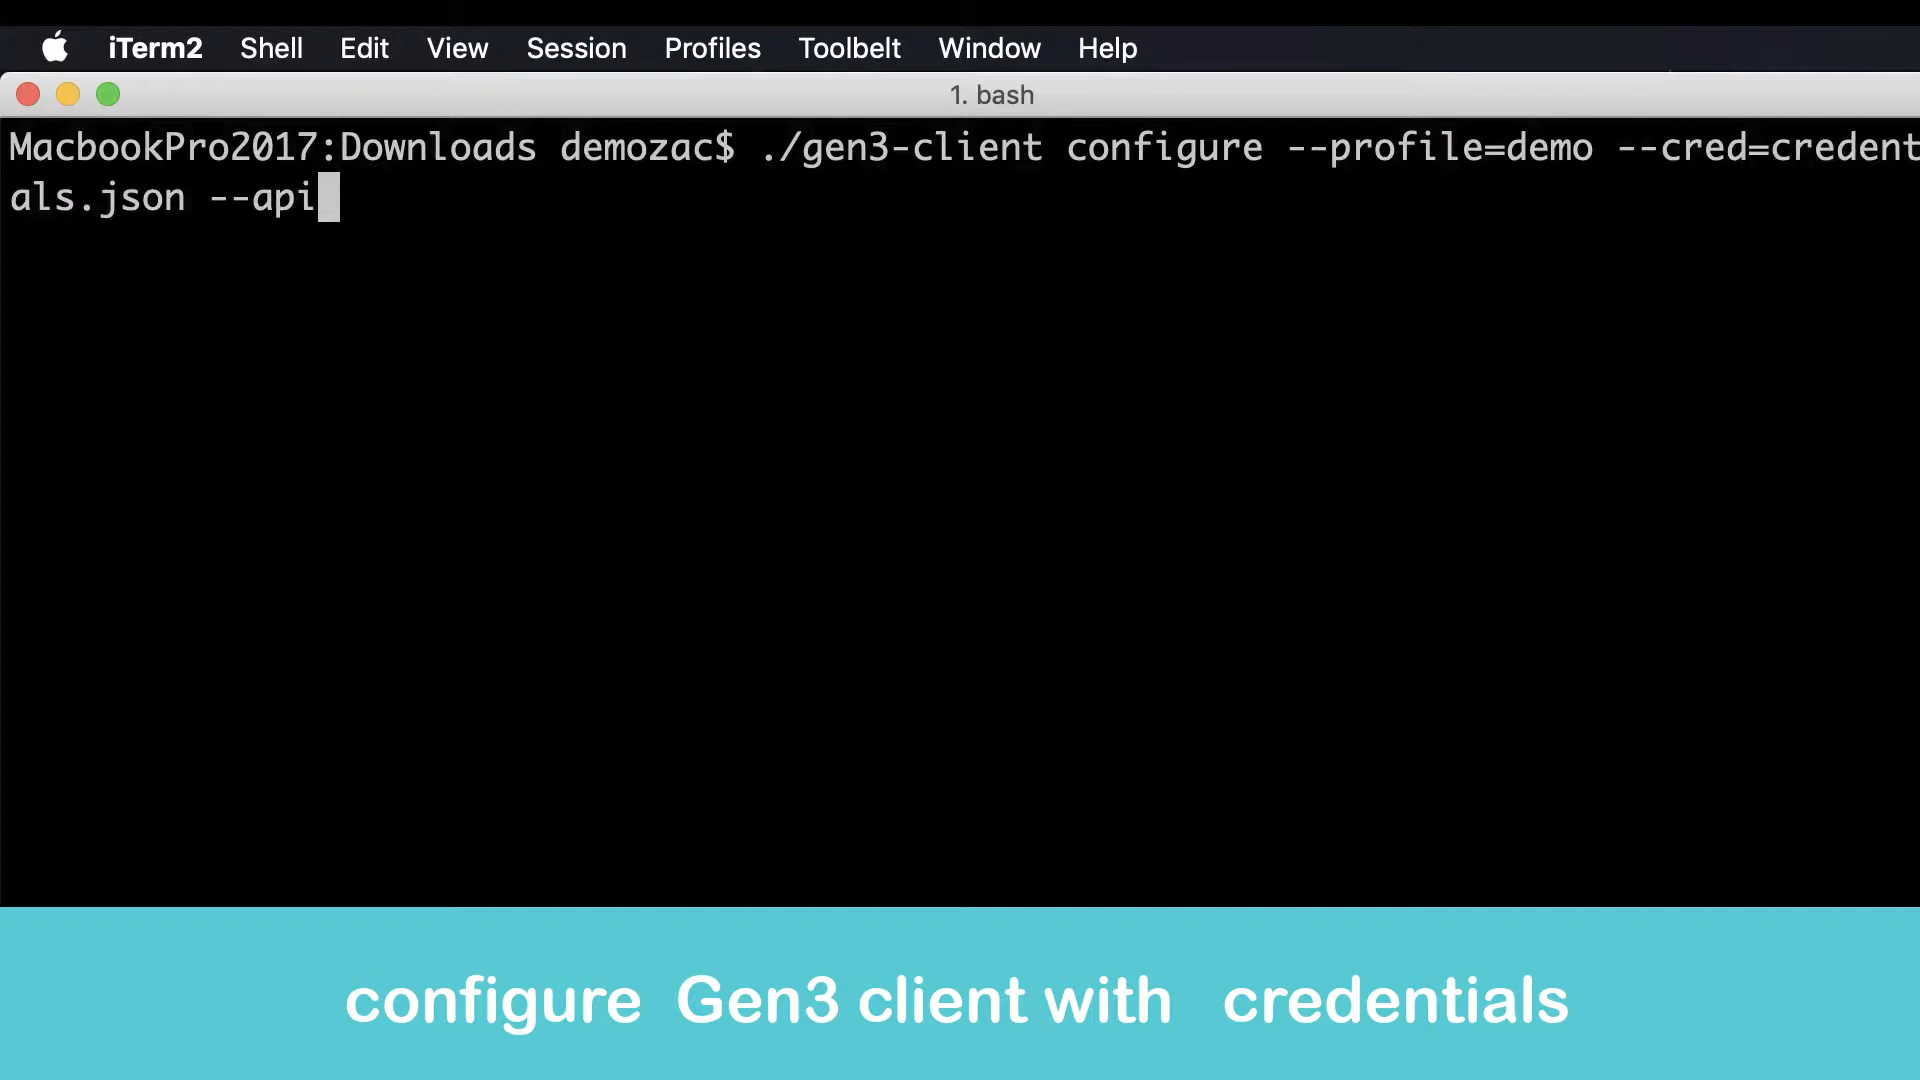 iTerm2 Shell Edit View Session Profiles Toolbelt Window Help
1. bash
MacbookPro2017:Downloads demozac$ ./gen3-client configure --profile=demo --cred=credent
als.json --api
configure Gen3 client with credentials